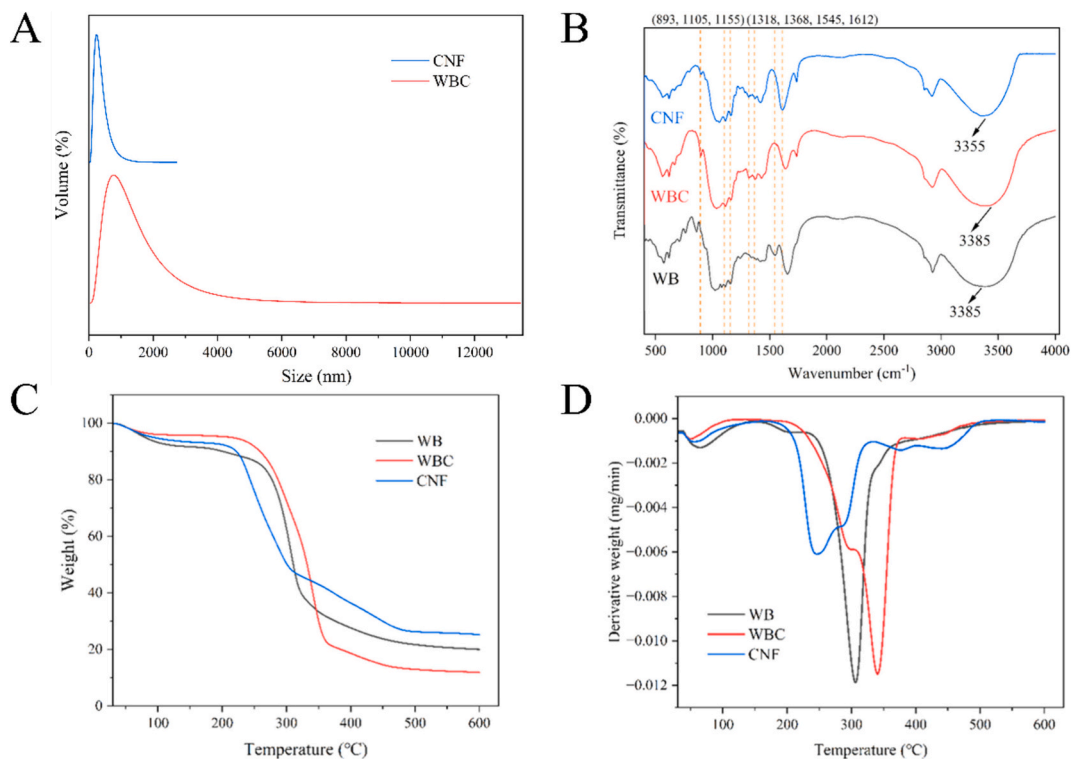 A
CNF
WBC
Volume (%)
0 2000 4000 6000 8000 10000 12000
Size (nm)
B
(893, 1105, 1155) (1318, 1368, 1545, 1612)
CNF
3355
WBC
3385
WB
3385
Transmittance (%)
500 1000 1500 2000 2500 3000 3500 4000
Wavenumber (cm⁻¹)
C
100
80
60
40
20
0
WB
WBC
CNF
Weight (%)
100 200 300 400 500 600
Temperature (℃)
D
0.000
−0.002
−0.004
−0.006
−0.008
−0.010
−0.012
WB
WBC
CNF
Derivative weight (mg/min)
100 200 300 400 500 600
Temperature (℃)